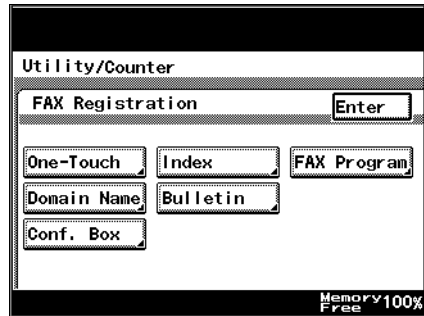 Utility/Counter
FAX Registration
Enter
One-Touch
Index
FAX Program
Domain Name
Bulletin
Conf. Box
Memory
Free
100%